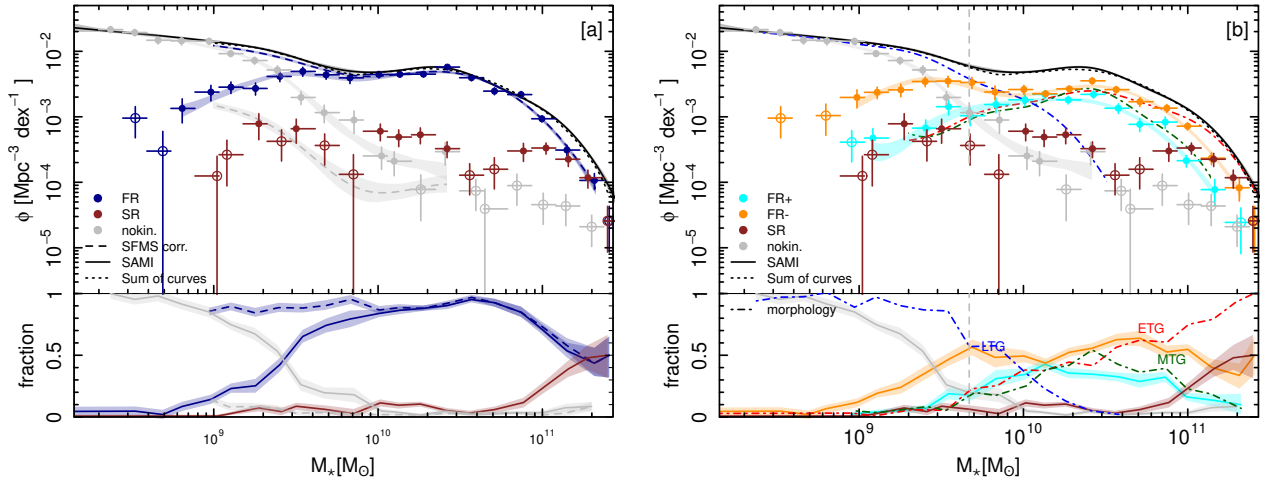 [a]
ϕ [Mpc⁻³ dex⁻¹]
10⁻²
10⁻³
10⁻⁴
10⁻⁵
FR
SR
nokin.
SFMS corr.
SAMI
Sum of curves
fraction
1
0.5
0
10⁹
10¹⁰
10¹¹
M⋆[M⊙]
[b]
ϕ [Mpc⁻³ dex⁻¹]
10⁻²
10⁻³
10⁻⁴
10⁻⁵
FR+
FR-
SR
nokin.
SAMI
Sum of curves
morphology
ETG
LTG
MTG
fraction
1
0.5
0
10⁹
10¹⁰
10¹¹
M⋆[M⊙]